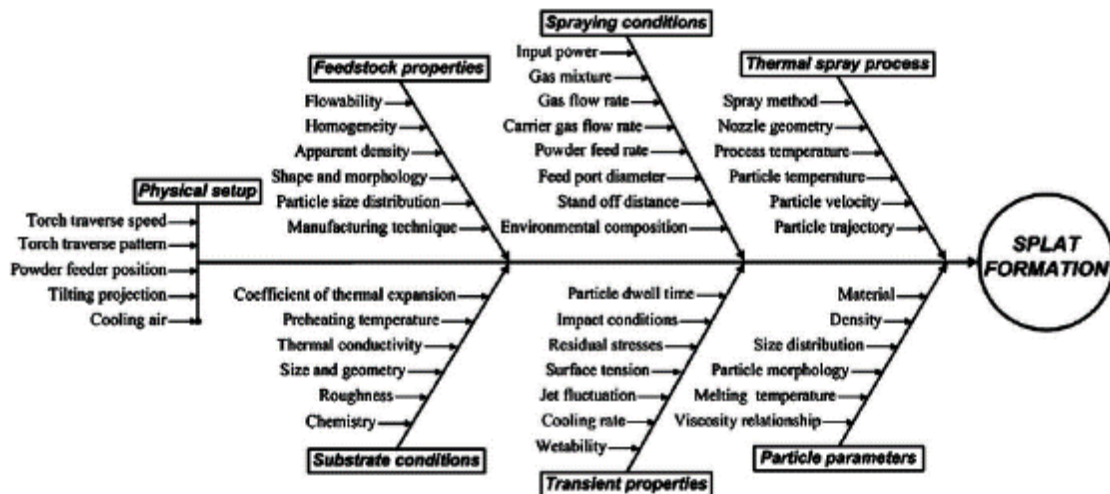 Spraying conditions
Input power
Gas mixture
Gas flow rate
Carrier gas flow rate
Powder feed rate
Feed port diameter
Stand off distance
Environmental composition
Feedstock properties
Flowability
Homogeneity
Apparent density
Shape and morphology
Particle size distribution
Manufacturing technique
Thermal spray process
Spray method
Nozzle geometry
Process temperature
Particle temperature
Particle velocity
Particle trajectory
Physical setup
Torch traverse speed
Torch traverse pattern
Powder feeder position
Tilting projection
Cooling air
SPLAT
FORMATION
Coefficient of thermal expansion
Preheating temperature
Thermal conductivity
Size and geometry
Roughness
Chemistry
Substrate conditions
Particle dwell time
Impact conditions
Residual stresses
Surface tension
Jet fluctuation
Cooling rate
Wetability
Transient properties
Material
Density
Size distribution
Particle morphology
Melting temperature
Viscosity relationship
Particle parameters